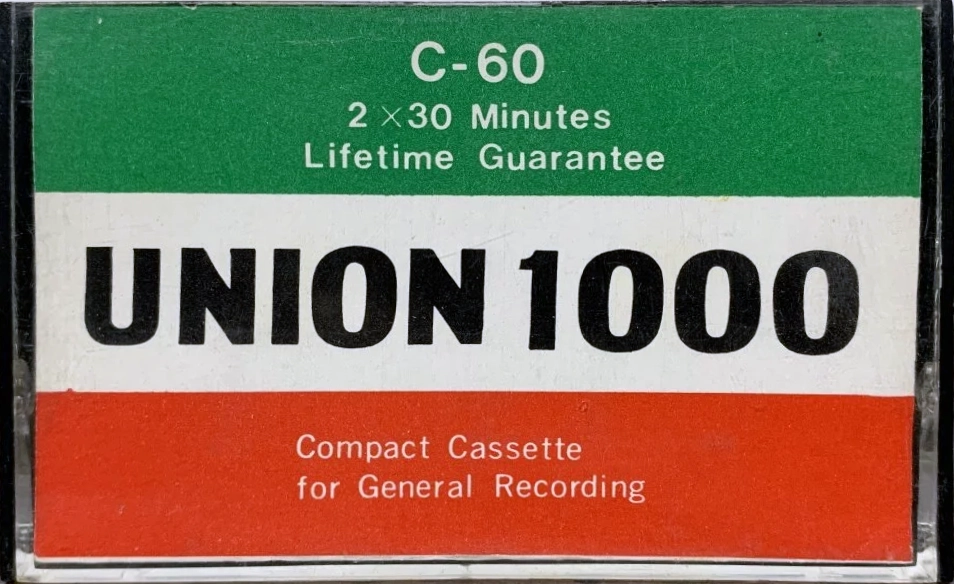 C-60
2 ×30 Minutes
Lifetime Guarantee
UNION 1000
Compact Cassette
for General Recording